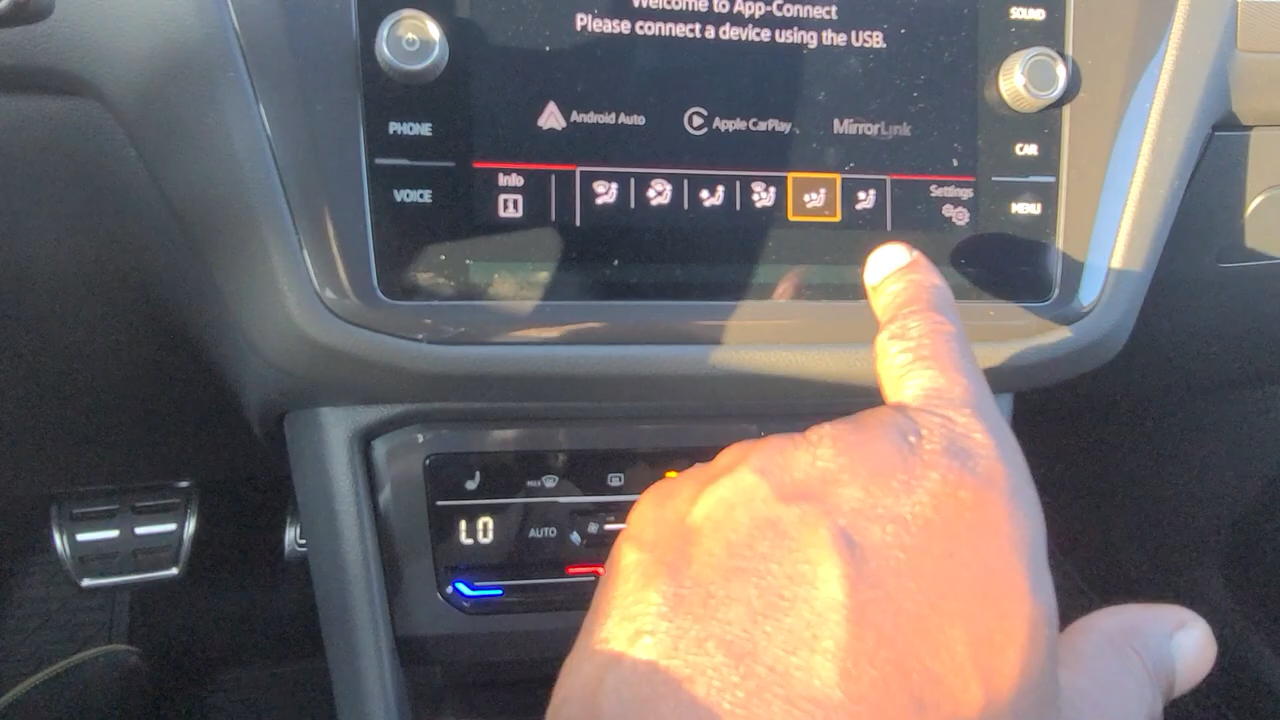 Welcome to App-Connect
Please connect a device using the USB.
SOUND
PHONE
Android Auto
Apple CarPlay
MirrorLink
CAR
VOICE
Info
Settings
MENU
MAX
LO
AUTO